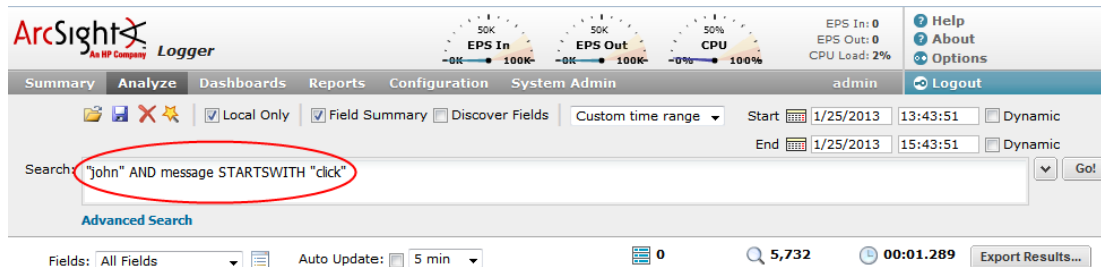 ArcSight
An HP Company
Logger
50K
EPS In
0K 100K
50K
EPS Out
0K 100K
50%
CPU
0% 100%
EPS In: 0
EPS Out: 0
CPU Load: 2%
Help
About
Options
Summary Analyze Dashboards Reports Configuration System Admin admin Logout
Local Only Field Summary Discover Fields Custom time range Start 1/25/2013 13:43:51 Dynamic
End 1/25/2013 15:43:51 Dynamic
Search: "john" AND message STARTSWITH "click" Go!
Advanced Search
Fields: All Fields Auto Update: 5 min 0 5,732 00:01.289 Export Results...